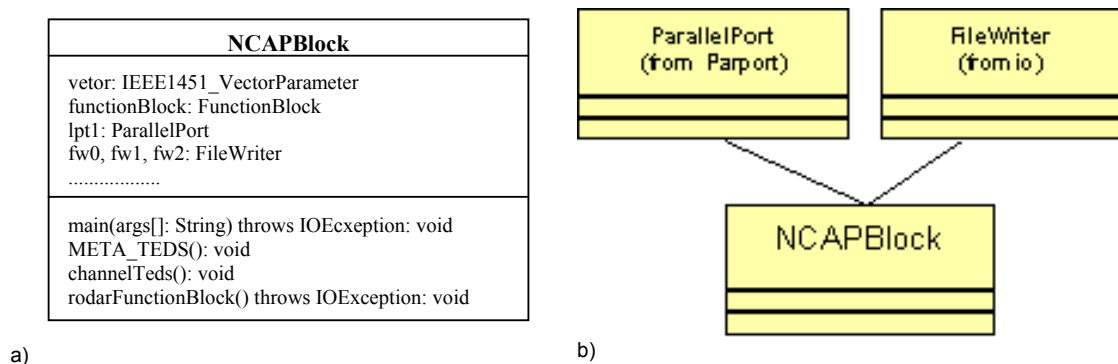 NCAPBlock
vetor: IEEE1451_VectorParameter
functionBlock: FunctionBlock
lpt1: ParallelPort
fw0, fw1, fw2: FileWriter
..................
main(args[]: String) throws IOEcxeption: void
META_TEDS(): void
channelTeds(): void
rodarFunctionBlock() throws IOException: void
a)
ParallelPort
(from Parport)
FileWriter
(from io)
NCAPBlock
b)